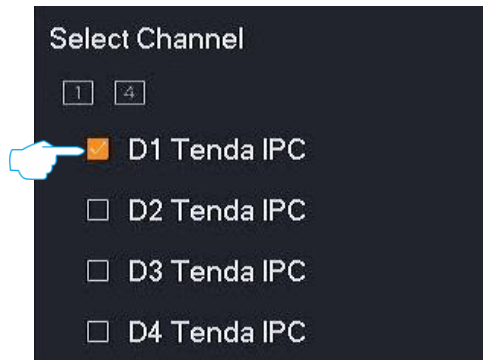 Select Channel
1 4
D1 Tenda IPC
D2 Tenda IPC
D3 Tenda IPC
D4 Tenda IPC